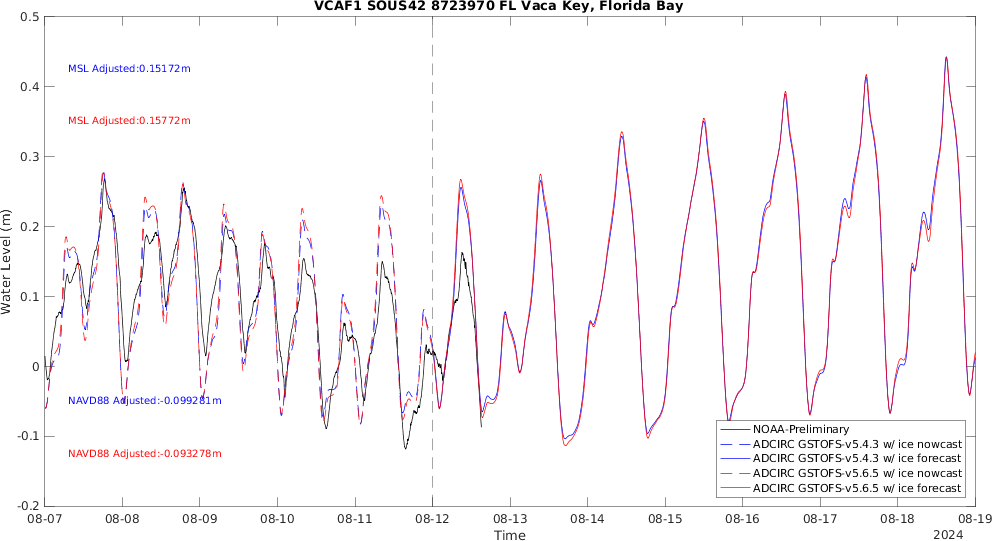 VCAF1 SOUS42 8723970 FL Vaca Key, Florida Bay
0.5
0.4
0.3
0.2
0.1
0
-0.1
-0.2
Water Level (m)
MSL Adjusted:0.15172m
MSL Adjusted:0.15772m
NAVD88 Adjusted:-0.099281m
NAVD88 Adjusted:-0.093278m
NOAA-Preliminary
ADCIRC GSTOFS-v5.4.3 w/ ice nowcast
ADCIRC GSTOFS-v5.4.3 w/ ice forecast
ADCIRC GSTOFS-v5.6.5 w/ ice nowcast
ADCIRC GSTOFS-v5.6.5 w/ ice forecast
08-07 08-08 08-09 08-10 08-11 08-12 08-13 08-14 08-15 08-16 08-17 08-18 08-19
Time
2024